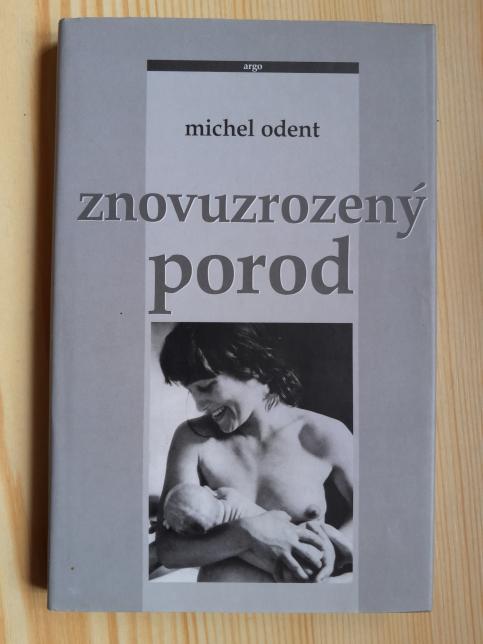 argo
michel odent
znovuzrozený
porod